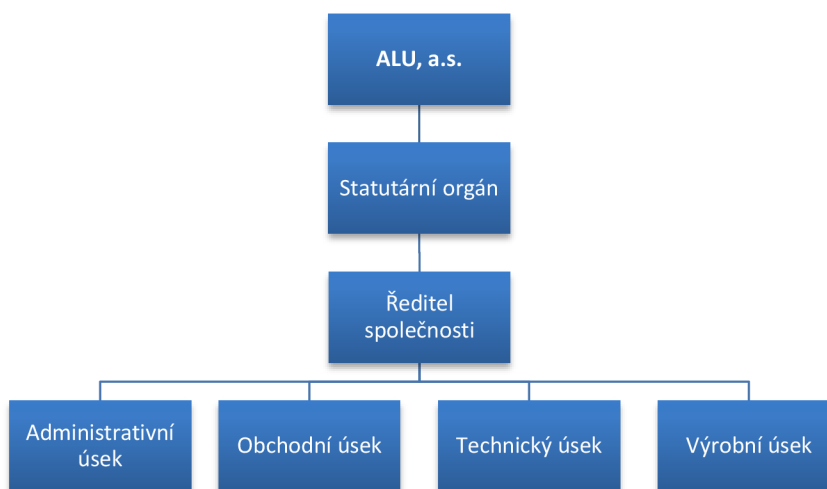 ALU, a.s.
Statutární orgán
Ředitel
společnosti
Administrativní
úsek
Obchodní úsek
Technický úsek
Výrobní úsek